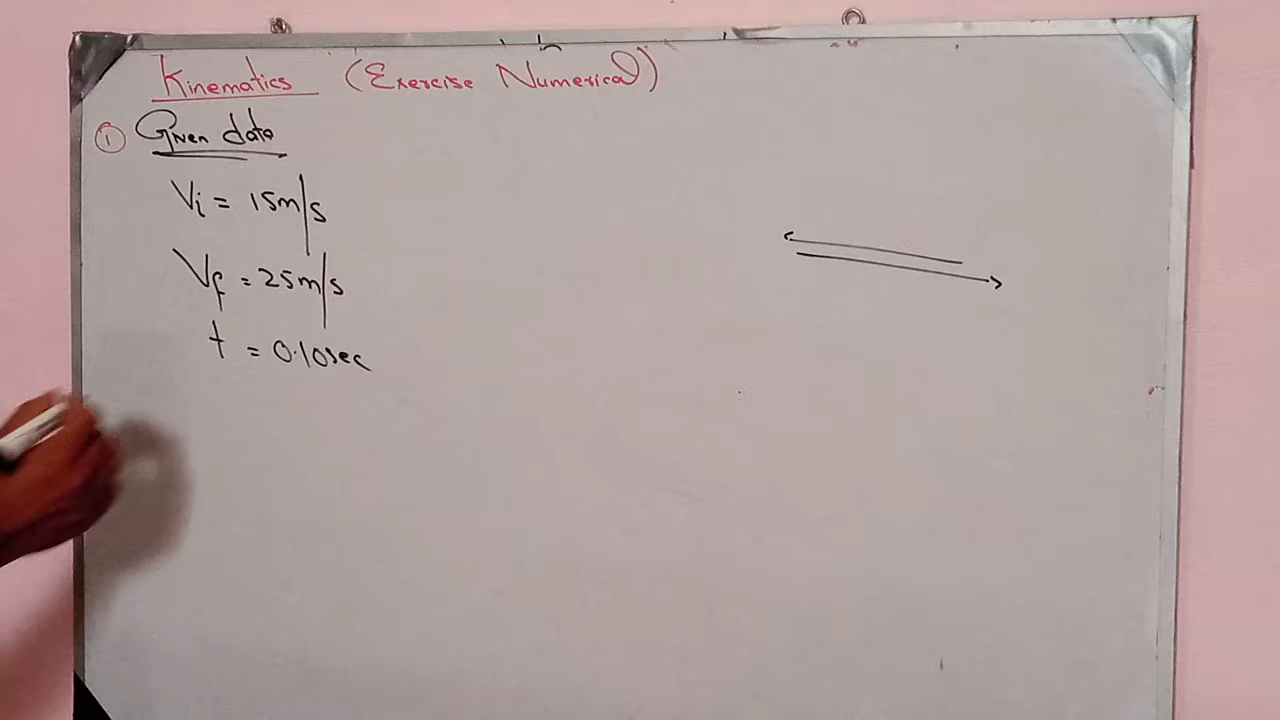 Kinematics (Exercise Numerical)
① Given data
Vi = 15m/s
Vf = 25m/s
t = 0.10sec